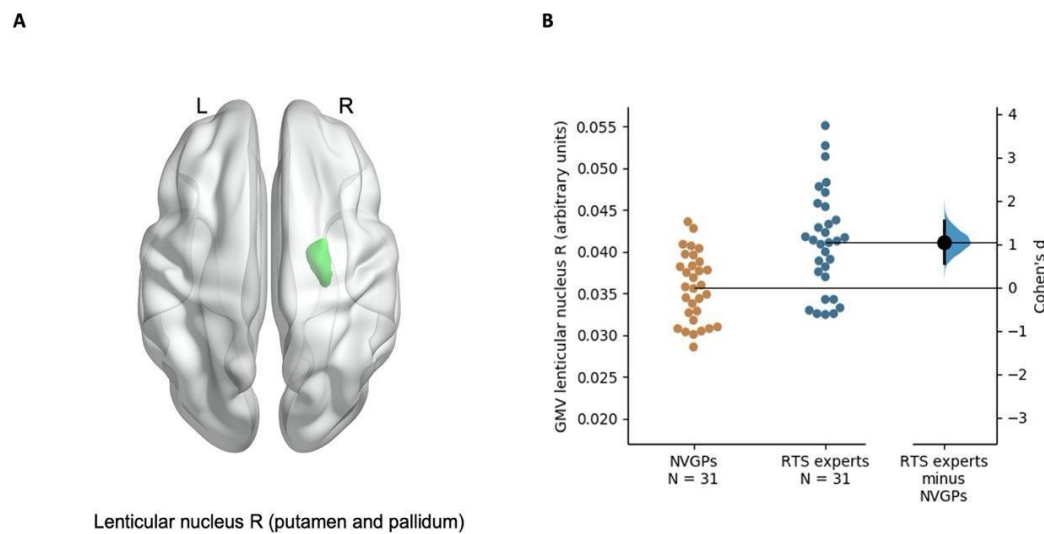 A
B
L
R
Lenticular nucleus R (putamen and pallidum)
GMV lenticular nucleus R (arbitrary units)
0.055
0.050
0.045
0.040
0.035
0.030
0.025
0.020
4
3
2
1
0
−1
−2
−3
Cohen's d
NVGPs
N = 31
RTS experts
N = 31
RTS experts
minus
NVGPs